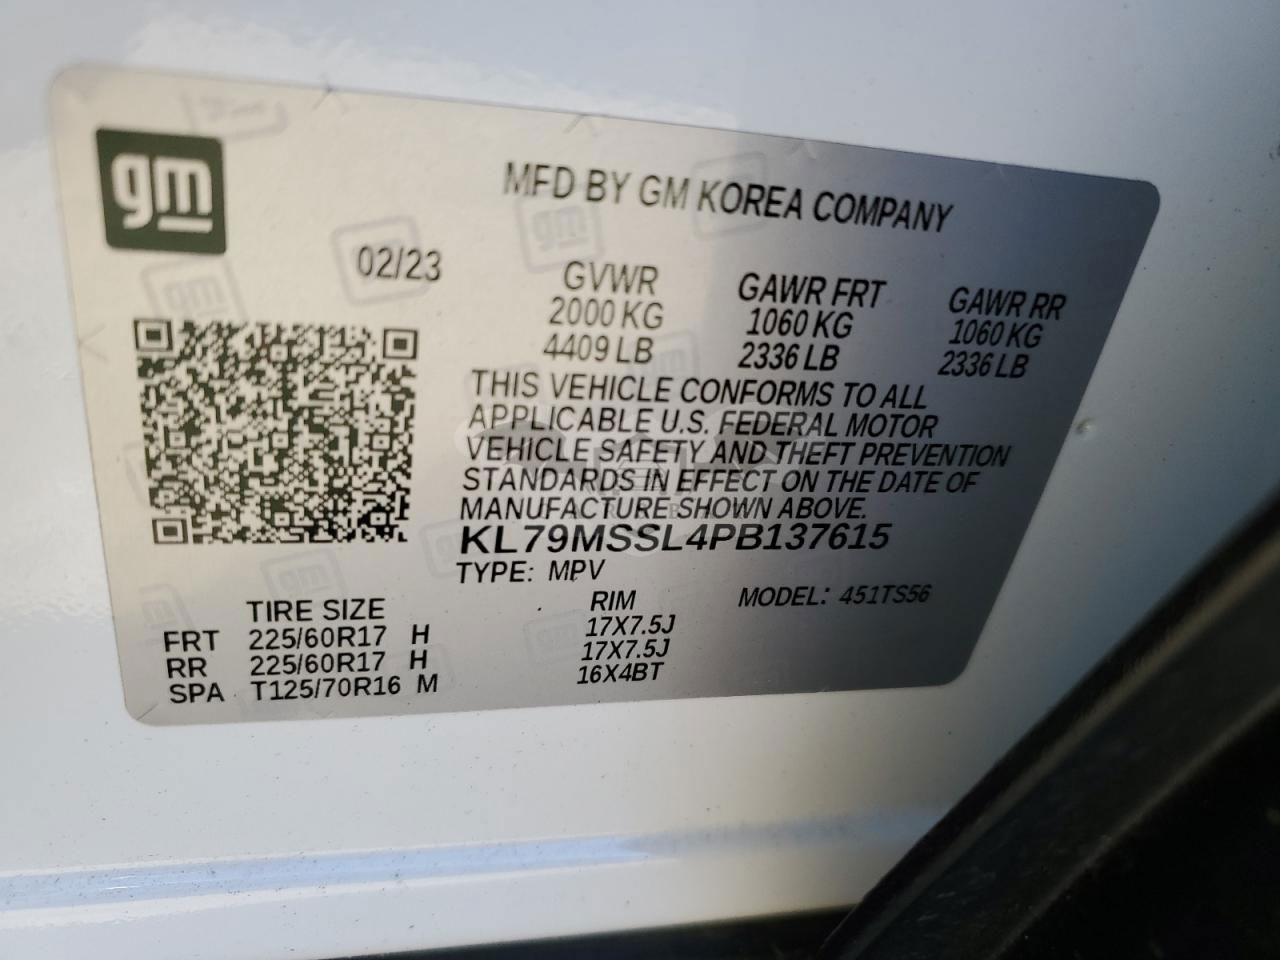 gm
MFD BY GM KOREA COMPANY
02/23
GVWR GAWR FRT GAWR RR
2000 KG 1060 KG 1060 KG
4409 LB 2336 LB 2336 LB
THIS VEHICLE CONFORMS TO ALL
APPLICABLE U.S. FEDERAL MOTOR
VEHICLE SAFETY AND THEFT PREVENTION
STANDARDS IN EFFECT ON THE DATE OF
MANUFACTURE SHOWN ABOVE.
KL79MSSL4PB137615
TYPE: MPV
MODEL: 451TS56
TIRE SIZE RIM
FRT 225/60R17 H 17X7.5J
RR 225/60R17 H 17X7.5J
SPA T125/70R16 M 16X4BT